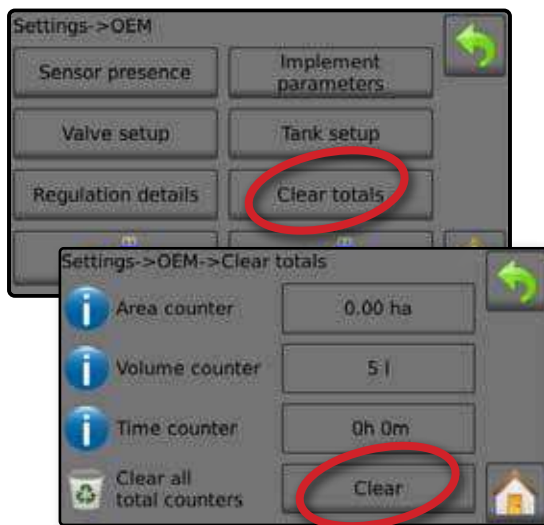 Settings->OEM
Sensor presence
Implement
parameters
Valve setup
Tank setup
Regulation details
Clear totals
Settings->OEM->Clear totals
Area counter
0.00 ha
Volume counter
5 l
Time counter
0h 0m
Clear all
total counters
Clear